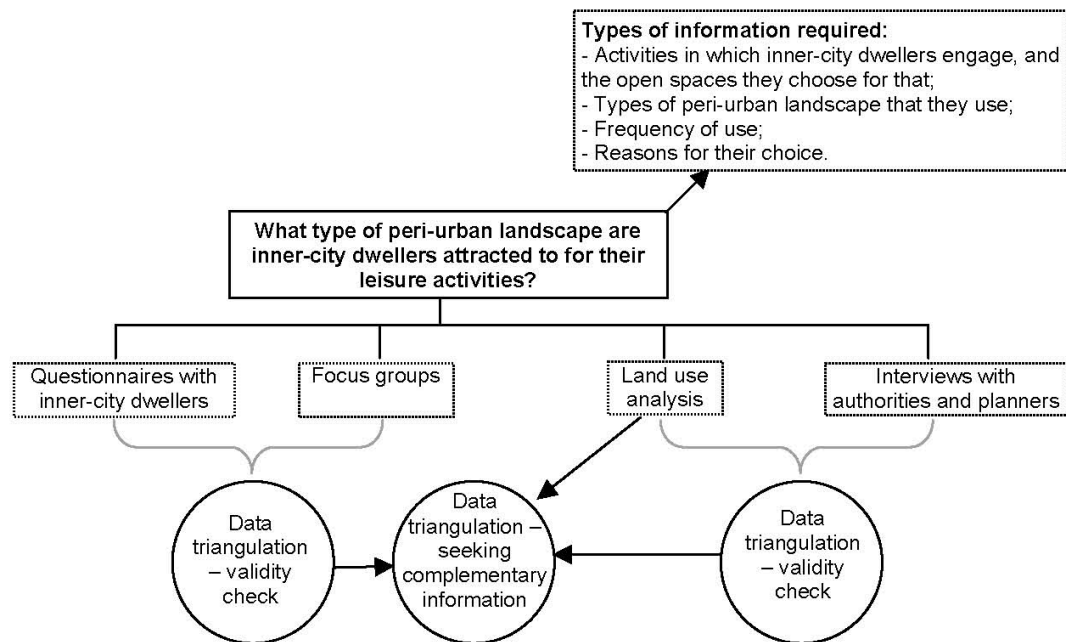 Types of information required:
- Activities in which inner-city dwellers engage, and
the open spaces they choose for that;
- Types of peri-urban landscape that they use;
- Frequency of use;
- Reasons for their choice.
What type of peri-urban landscape are
inner-city dwellers attracted to for their
leisure activities?
Questionnaires with
inner-city dwellers
Focus groups
Land use
analysis
Interviews with
authorities and planners
Data
triangulation
– validity
check
Data
triangulation –
seeking
complementary
information
Data
triangulation
– validity
check